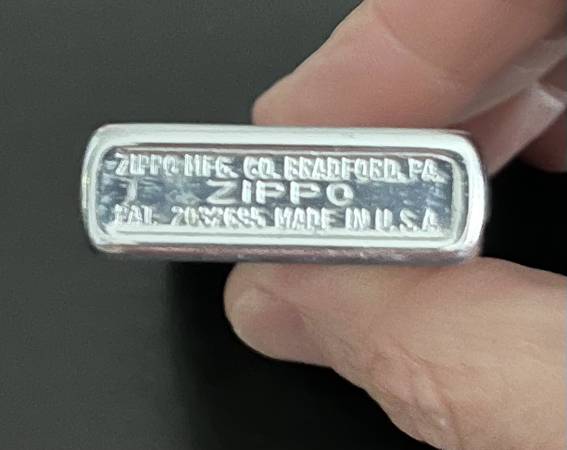 ZIPPO MFG. CO. BRADFORD, PA.
ZIPPO
PAT. 2032695 MADE IN U.S.A.